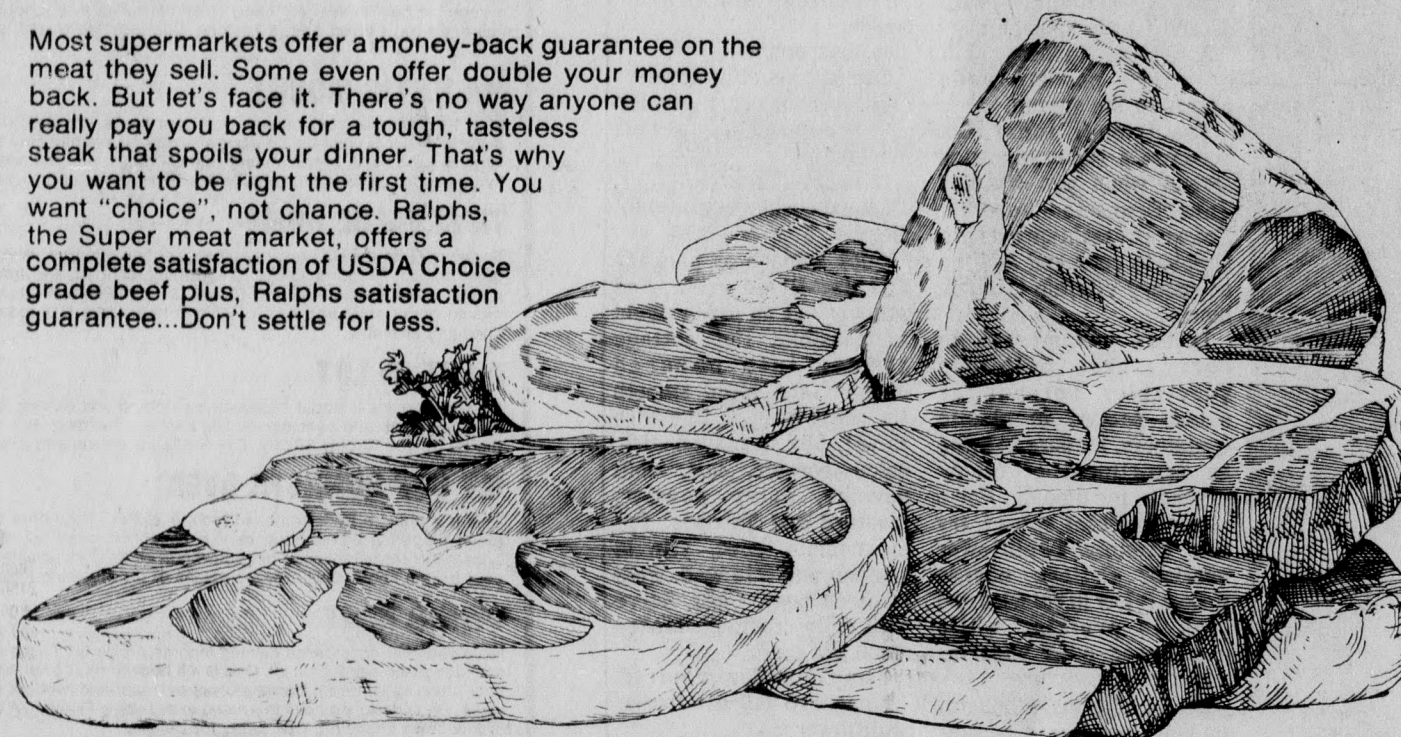 Most supermarkets offer a money-back guarantee on the
meat they sell. Some even offer double your money
back. But let's face it. There's no way anyone can
really pay you back for a tough, tasteless
steak that spoils your dinner. That's why
you want to be right the first time. You
want "choice", not chance. Ralphs,
the Super meat market, offers a
complete satisfaction of USDA Choice
grade beef plus, Ralphs satisfaction
guarantee...Don't settle for less.